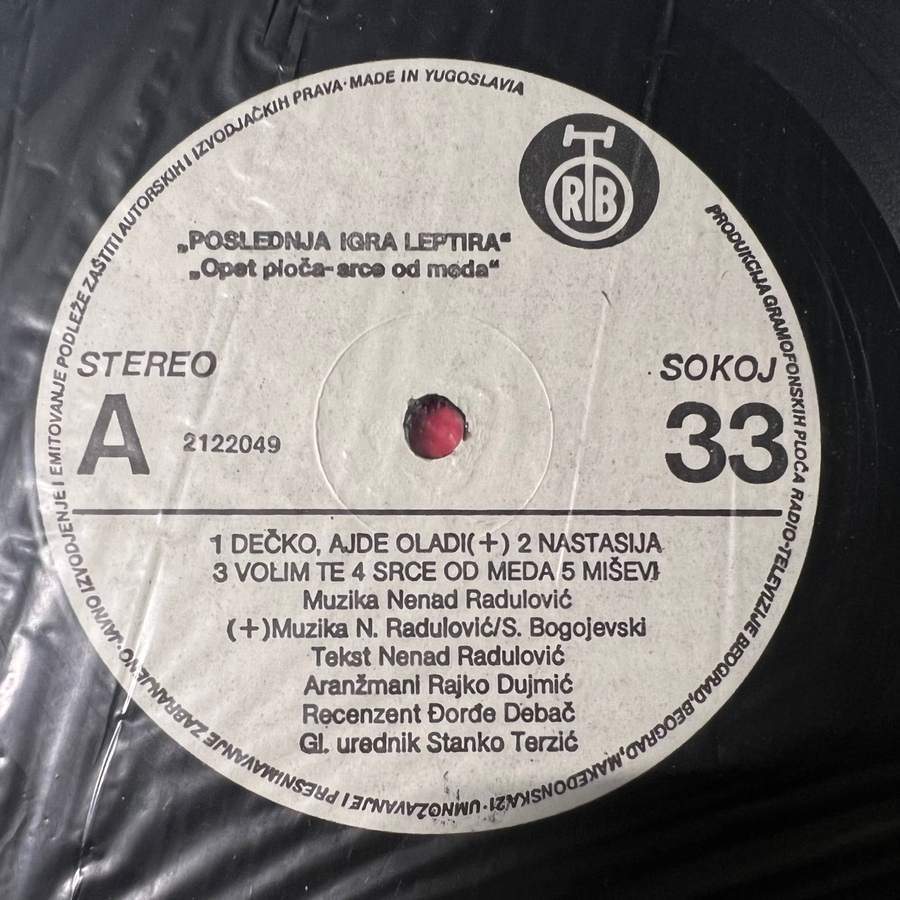 PRODUKCIJA GRAMOFONSKIH PLOČA RADIO-TELEVIZIJE BEOGRAD, BEOGRAD, MAKEDONSKA 21 · UMNOŽAVANJE I PRESNIMAVANJE ZABRANJENO · JAVNO IZVODJENJE I EMITOVANJE PODLEŽE ZAŠTITI AUTORSKIH I IZVODJAČKIH PRAVA · MADE IN YUGOSLAVIA
RTB
„POSLEDNJA IGRA LEPTIRA“
„Opet ploča-srce od meda“
STEREO
SOKOJ
A
2122049
33
1 DEČKO, AJDE OLADI(+) 2 NASTASIJA
3 VOLIM TE 4 SRCE OD MEDA 5 MIŠEVI
Muzika Nenad Radulović
(+)Muzika N. Radulović/S. Bogojevski
Tekst Nenad Radulović
Aranžmani Rajko Dujmić
Recenzent Đorđe Debač
Gl. urednik Stanko Terzić